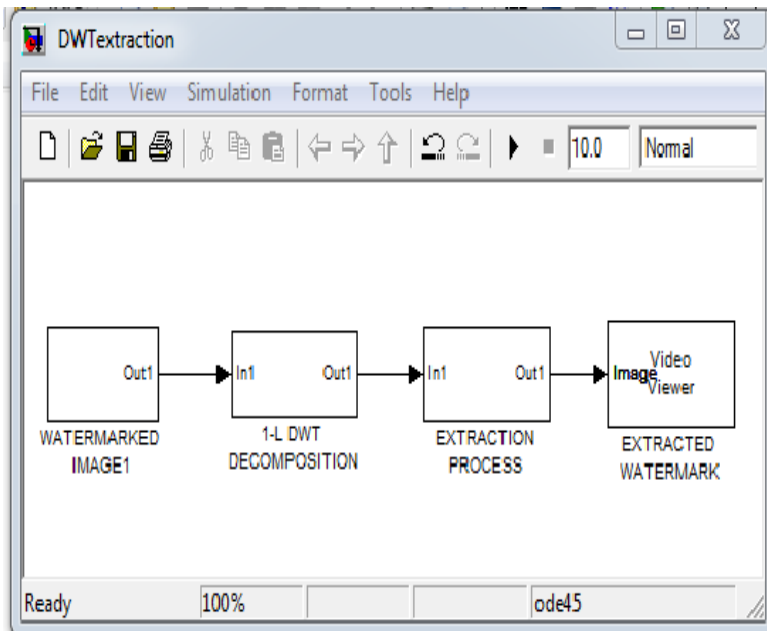 DWTextraction
File Edit View Simulation Format Tools Help
10.0 Normal
Out1 In1 Out1 In1 Out1 Image Video
Viewer
WATERMARKED
IMAGE1
1-L DWT
DECOMPOSITION
EXTRACTION
PROCESS
EXTRACTED
WATERMARK
Ready 100% ode45